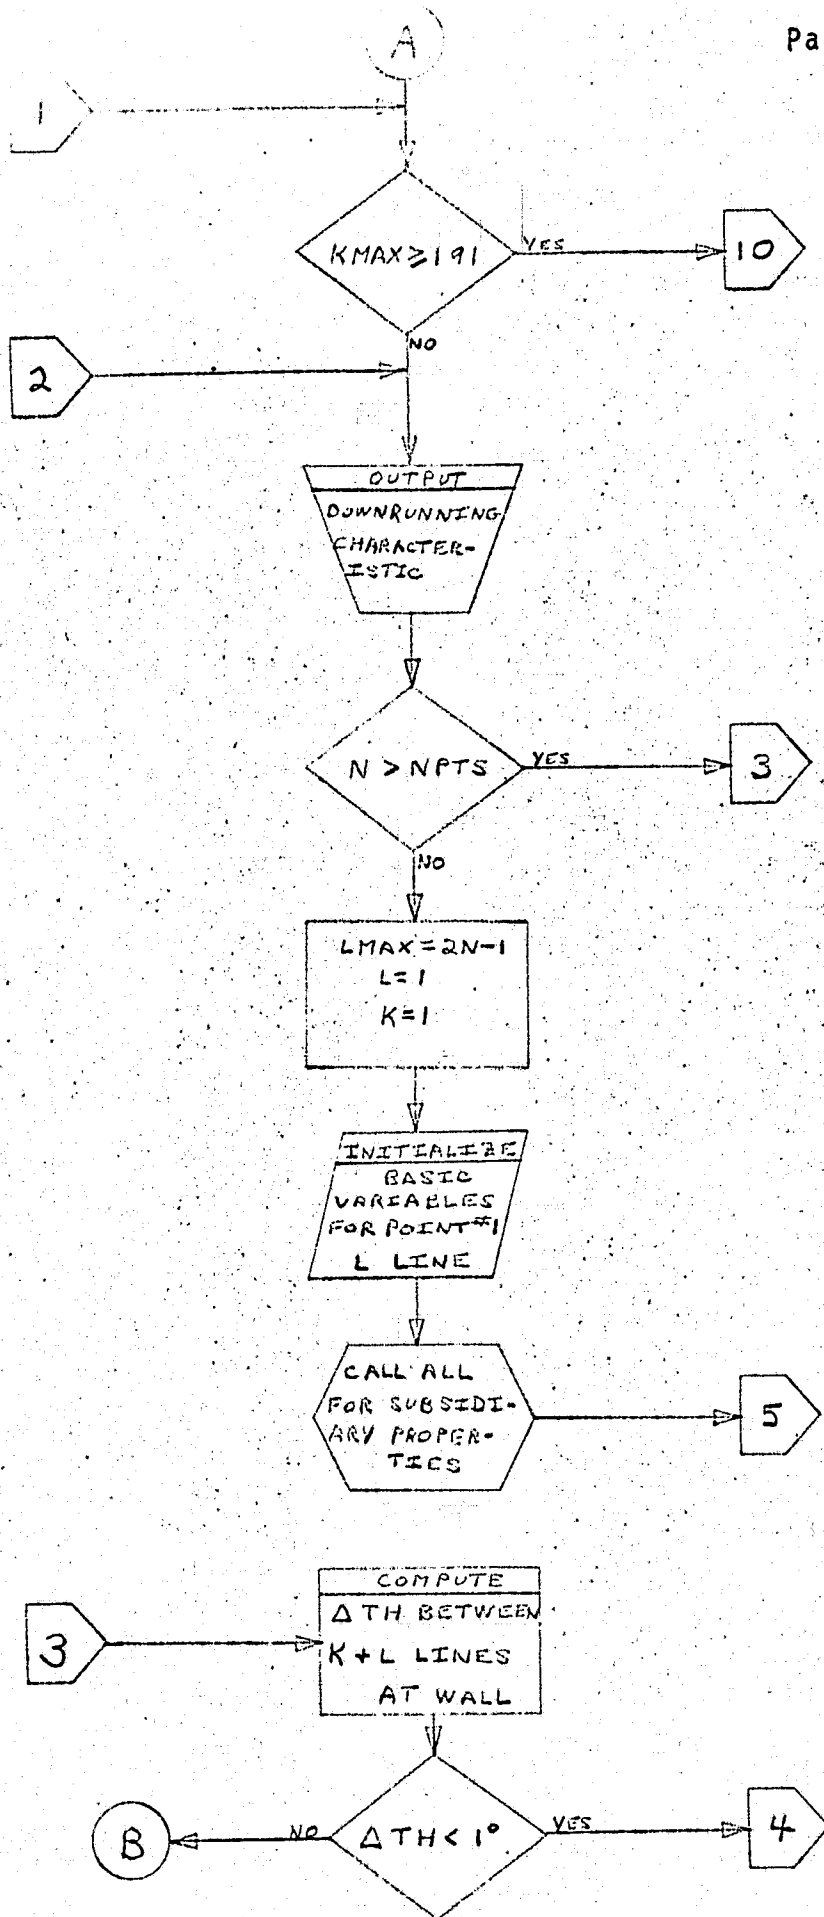 Pa
A
1
KMAX ≥ 191
YES
10
NO
2
OUTPUT
DOWNRUNNING
CHARACTER-
ISTIC
N > NPTS
YES
3
NO
LMAX = 2N-1
L = 1
K = 1
INITIALIZE
BASIC
VARIABLES
FOR POINT #1
L LINE
CALL ALL
FOR SUBSIDI-
ARY PROPER-
TIES
5
COMPUTE
Δ TH BETWEEN
K + L LINES
AT WALL
3
B
NO
Δ TH < 1°
YES
4